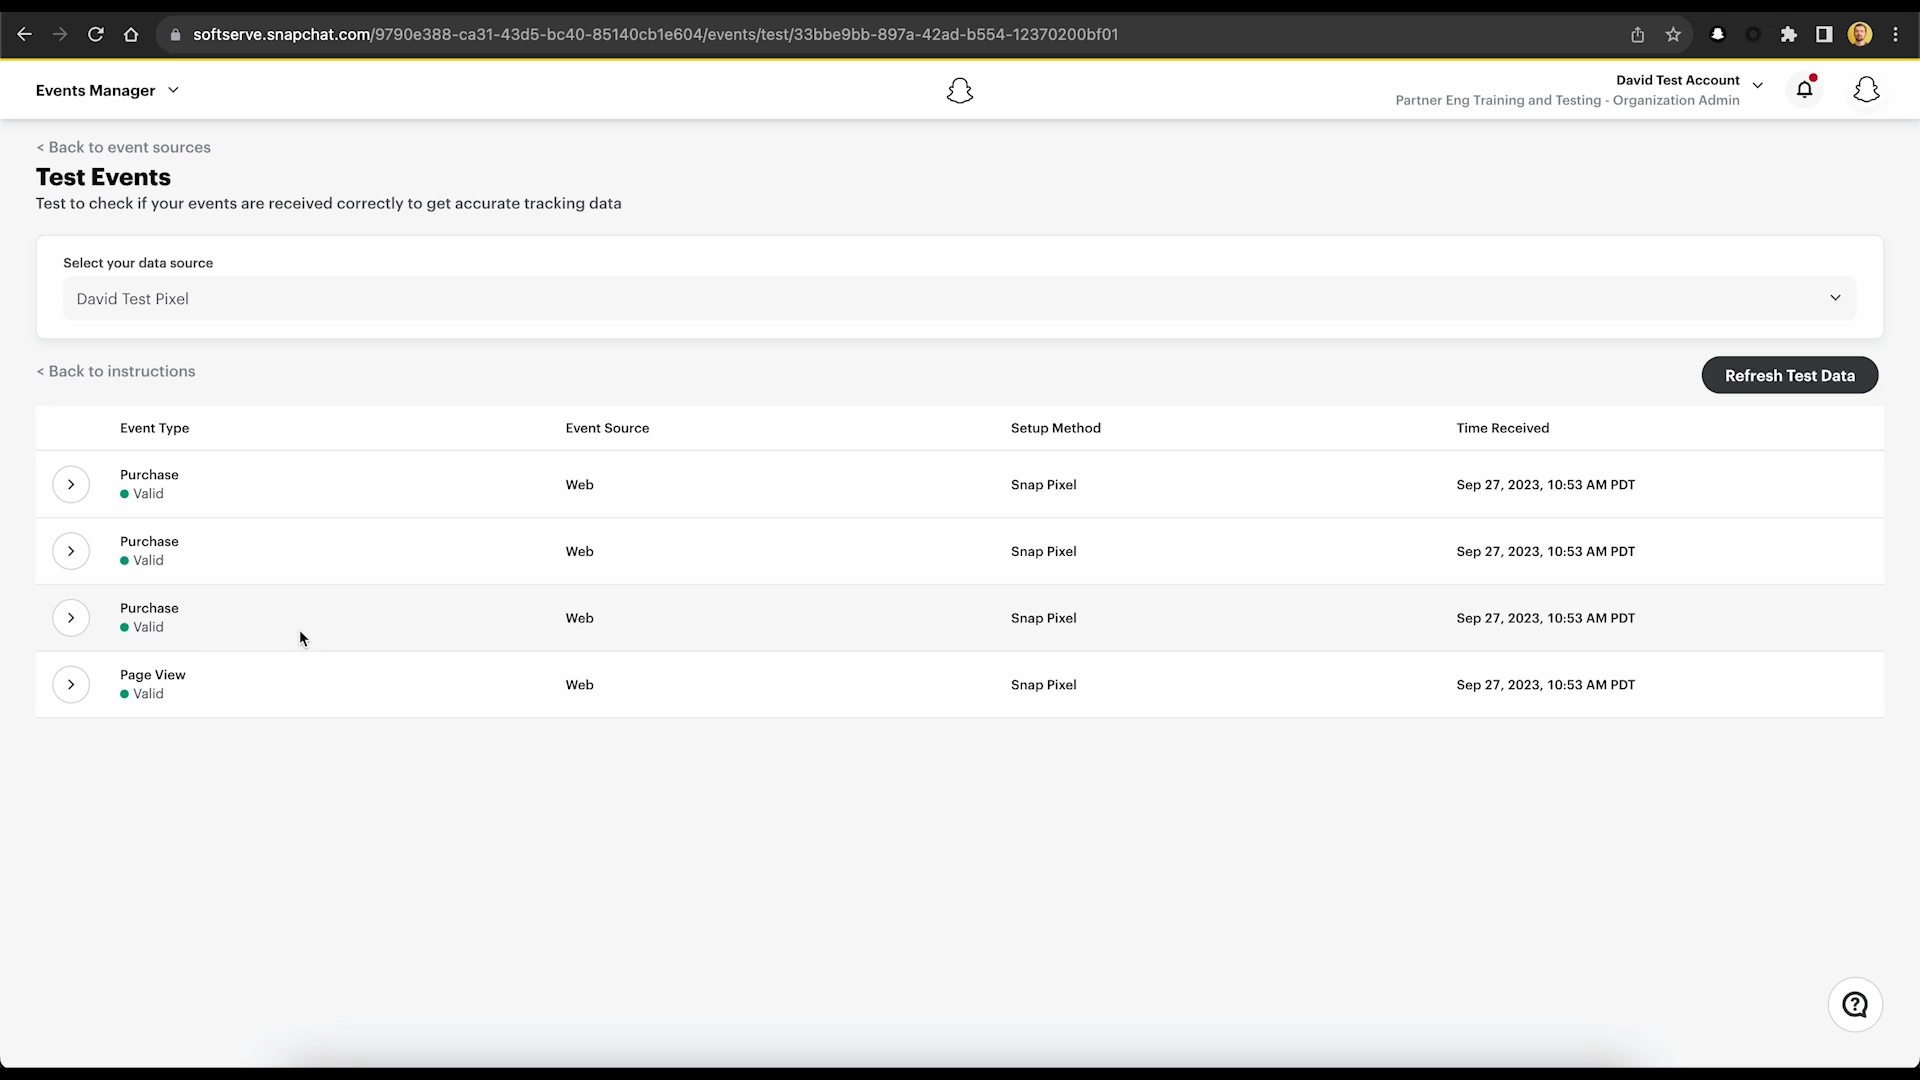 softserve.snapchat.com/9790e388-ca31-43d5-bc40-85140cb1e604/events/test/33bbe9bb-897a-42ad-b554-12370200bf01
Events Manager
David Test Account
Partner Eng Training and Testing - Organization Admin
< Back to event sources
Test Events
Test to check if your events are received correctly to get accurate tracking data
Select your data source
David Test Pixel
< Back to instructions
Refresh Test Data
Event Type Event Source Setup Method Time Received
Purchase
Valid
Web Snap Pixel Sep 27, 2023, 10:53 AM PDT
Purchase
Valid
Web Snap Pixel Sep 27, 2023, 10:53 AM PDT
Purchase
Valid
Web Snap Pixel Sep 27, 2023, 10:53 AM PDT
Page View
Valid
Web Snap Pixel Sep 27, 2023, 10:53 AM PDT